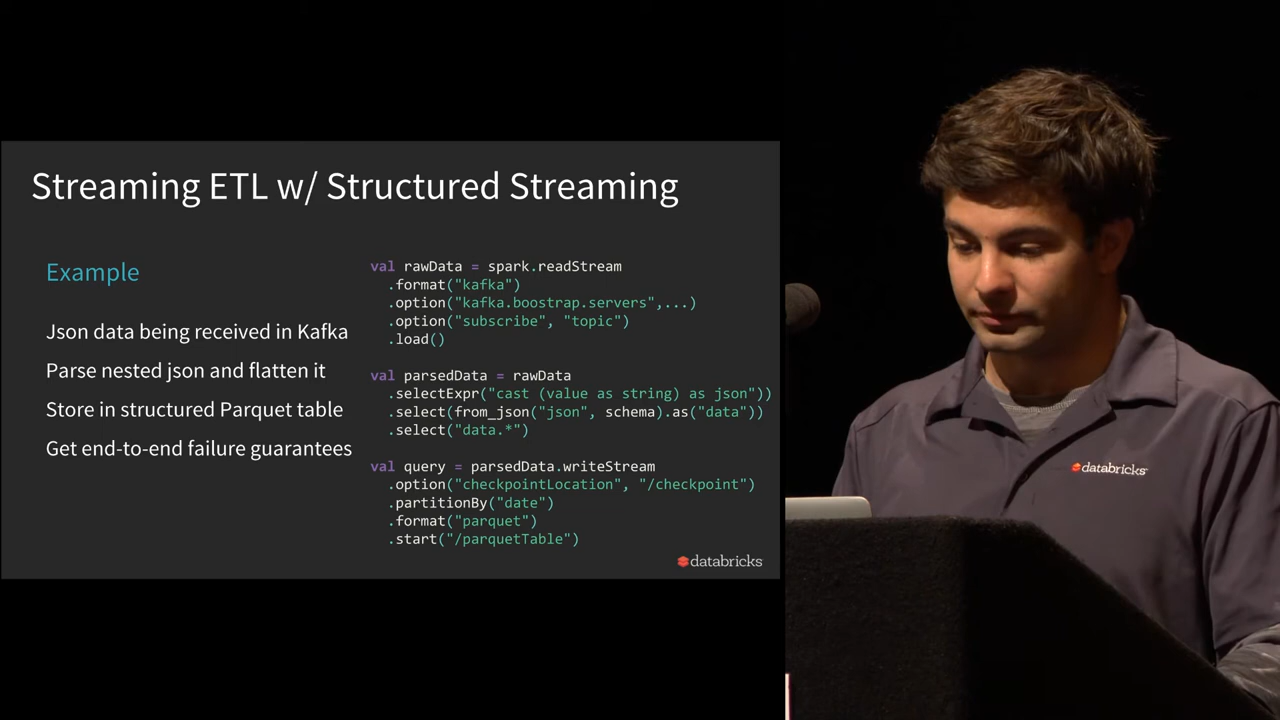 Streaming ETL w/ Structured Streaming
Example
Json data being received in Kafka
Parse nested json and flatten it
Store in structured Parquet table
Get end-to-end failure guarantees
val rawData = spark.readStream
.format("kafka")
.option("kafka.boostrap.servers",...)
.option("subscribe", "topic")
.load()
val parsedData = rawData
.selectExpr("cast (value as string) as json"))
.select(from_json("json", schema).as("data"))
.select("data.*")
val query = parsedData.writeStream
.option("checkpointLocation", "/checkpoint")
.partitionBy("date")
.format("parquet")
.start("/parquetTable")
databricks
databricks